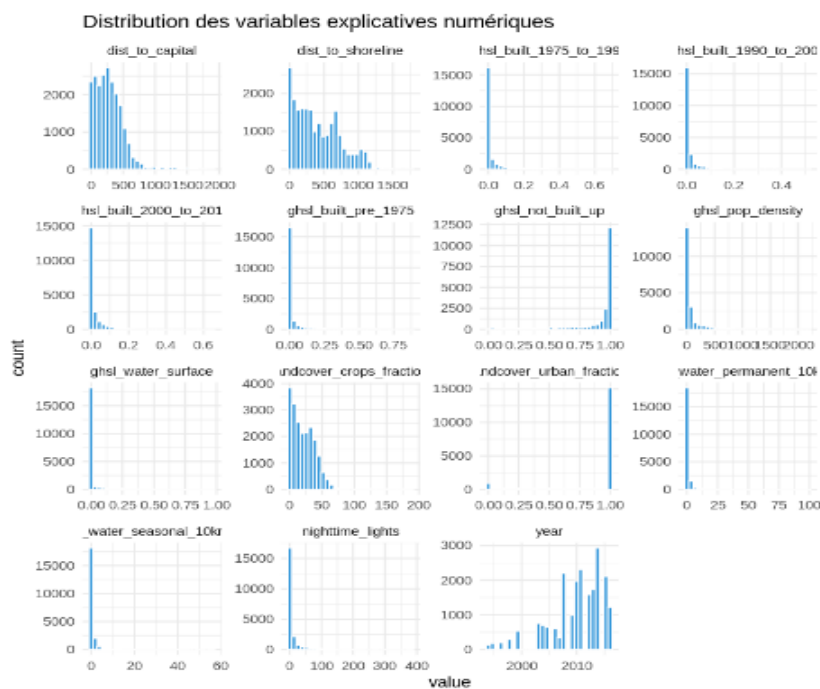 Distribution des variables explicatives numériques
dist_to_capital dist_to_shoreline hsl_built_1975_to_199 hsl_built_1990_to_200
2000
1000
0
0 500 1000 1500 2000
2000
1000
0
0 500 1000 1500
15000
10000
5000
0
0.0 0.2 0.4 0.6
15000
10000
5000
0
0.0 0.2 0.4
hsl_built_2000_to_201 ghsl_built_pre_1975 ghsl_not_built_up ghsl_pop_density
15000
10000
5000
0
0.0 0.2 0.4 0.6
15000
10000
5000
0
0.00 0.25 0.50 0.75
12500
10000
7500
5000
2500
0
0.00 0.25 0.50 0.75 1.00
10000
5000
0
0 500 1000 1500 2000
ghsl_water_surface ndcover_crops_fractio ndcover_urban_fractic water_permanent_10k
15000
10000
5000
0
0.00 0.25 0.50 0.75 1.00
4000
3000
2000
1000
0
0 50 100 150 200
15000
10000
5000
0
0.00 0.25 0.50 0.75 1.00
15000
10000
5000
0
0 25 50 75 100
_water_seasonal_10kr nighttime_lights year
15000
10000
5000
0
0 20 40 60
15000
10000
5000
0
0 100 200 300 400
3000
2000
1000
0
2000 2010
count
value